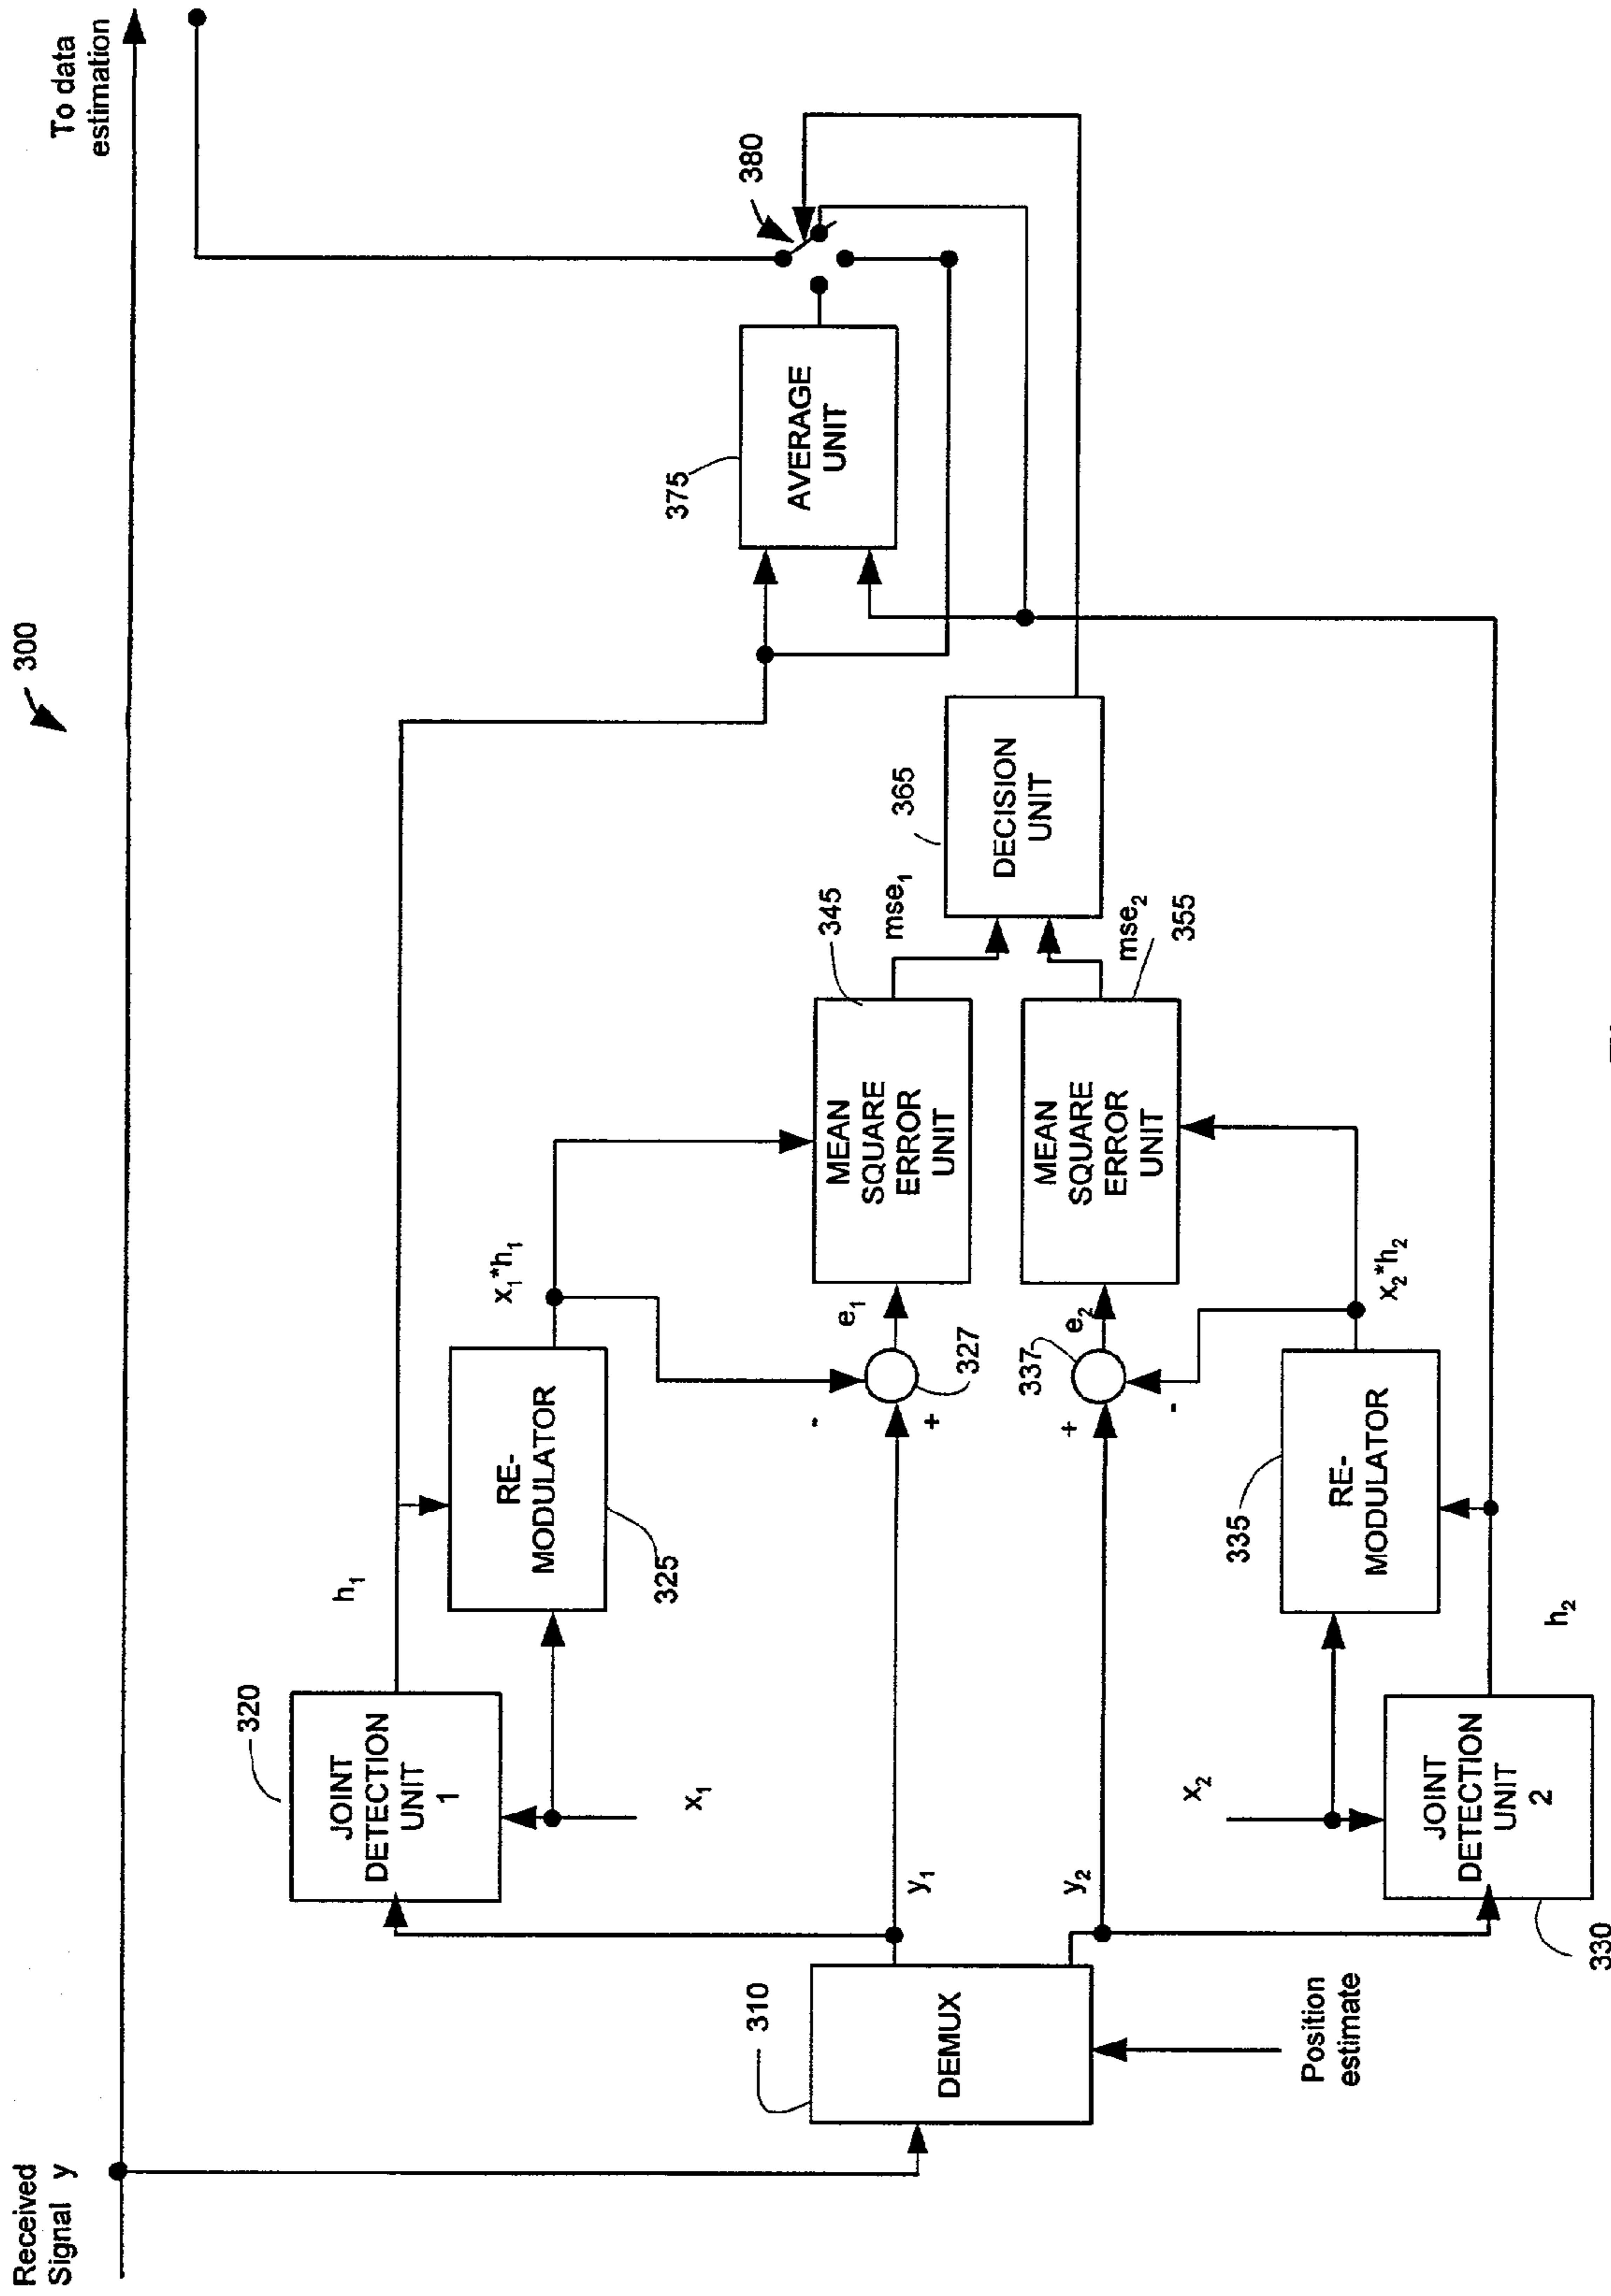 300
To data
estimation
Received
Signal y
320
JOINT
DETECTION
UNIT
1
h₁
x₁
RE-
MODULATOR
325
x₁*h₁
375
AVERAGE
UNIT
380
310
DEMUX
Position
estimate
y₁
y₂
-
+
327
e₁
337
+
-
e₂
MEAN
SQUARE
ERROR
UNIT
345
mse₁
MEAN
SQUARE
ERROR
UNIT
mse₂
355
365
DECISION
UNIT
x₂
335
RE-
MODULATOR
x₂*h₂
JOINT
DETECTION
UNIT
2
330
h₂